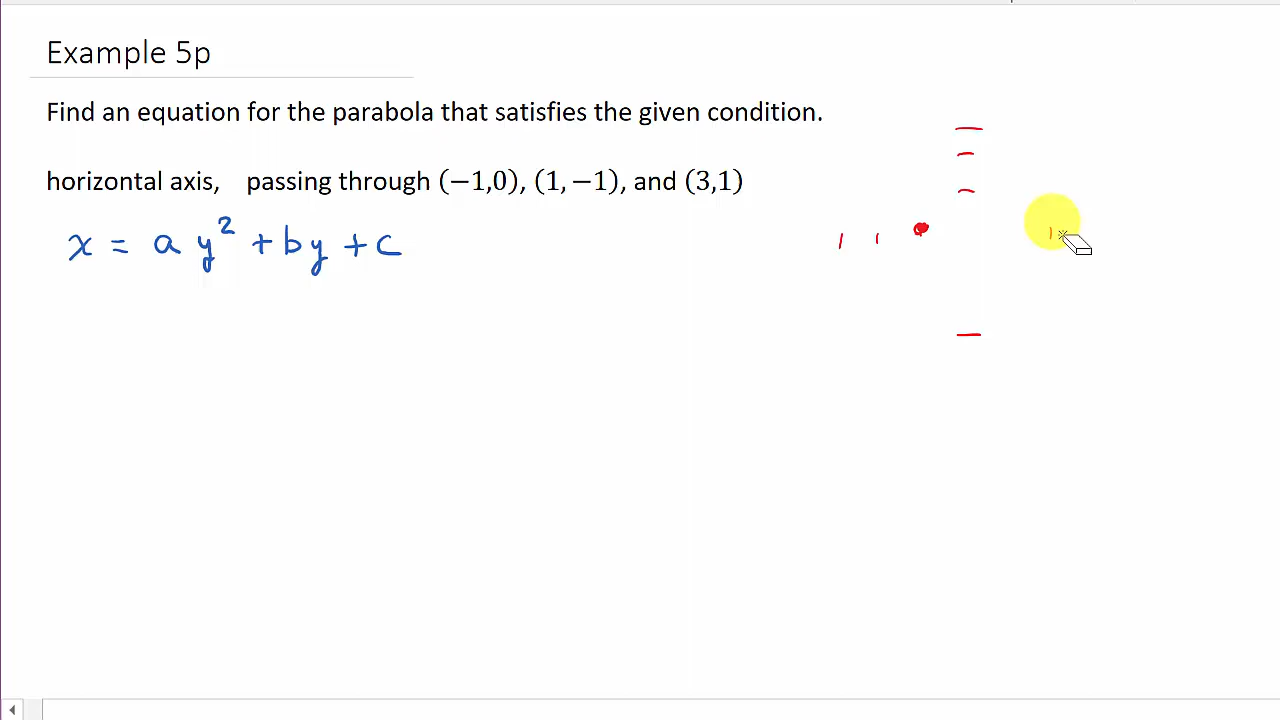 Example 5p
Find an equation for the parabola that satisfies the given condition.
horizontal axis, passing through (−1,0), (1, −1), and (3,1)
x = a y² + by + c